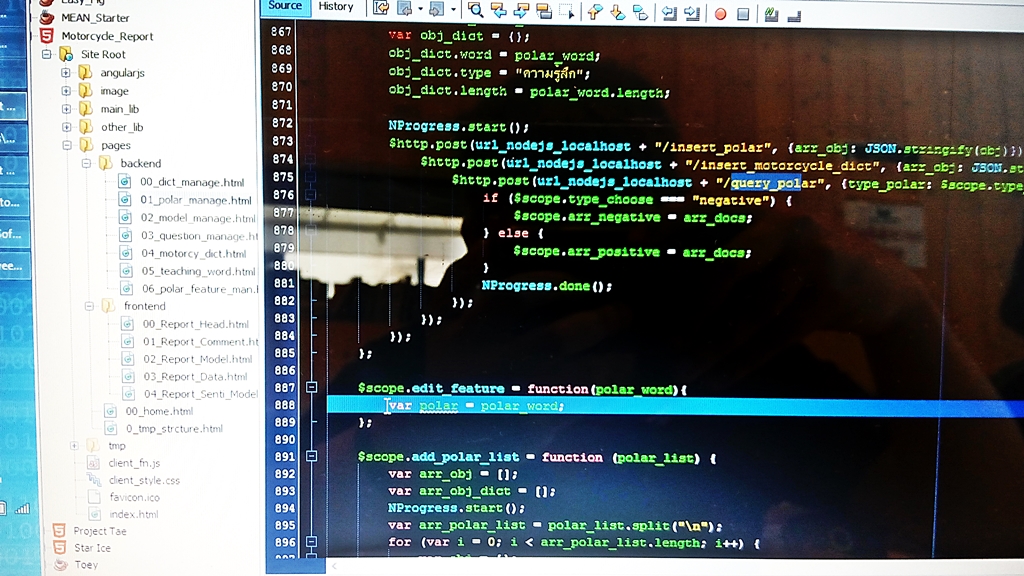 MEAN_Starter
Motorcycle_Report
Site Root
angularjs
image
main_lib
other_lib
pages
backend
00_dict_manage.html
01_polar_manage.html
02_model_manage.html
03_question_manage.ht
04_motorcy_dict.html
05_teaching_word.html
06_polar_feature_man.
frontend
00_Report_Head.html
01_Report_Comment.ht
02_Report_Model.html
03_Report_Data.html
04_Report_Senti_Model
00_home.html
0_tmp_strcture.html
tmp
client_fn.js
client_style.css
favicon.ico
index.html
Project Tae
Star Ice
Toey
Source History
867 var obj_dict = {};
868 obj_dict.word = polar_word;
869 obj_dict.type = "ความรู้สึก";
870 obj_dict.length = polar_word.length;
871
872 NProgress.start();
873 $http.post(url_nodejs_localhost + "/insert_polar", {arr_obj: JSON.stringify(obj)})
874 $http.post(url_nodejs_localhost + "/insert_motorcycle_dict", {arr_obj: JSON.st
875 $http.post(url_nodejs_localhost + "/query_polar", {type_polar: $scope.type
876 if ($scope.type_choose === "negative") {
877 $scope.arr_negative = arr_docs;
878 } else {
879 $scope.arr_positive = arr_docs;
880 }
881 NProgress.done();
882 });
883 });
884 });
885 };
886
887 $scope.edit_feature = function(polar_word){
888 var polar = polar_word;
889 };
890
891 $scope.add_polar_list = function (polar_list) {
892 var arr_obj = [];
893 var arr_obj_dict = [];
894 NProgress.start();
895 var arr_polar_list = polar_list.split("\n");
896 for (var i = 0; i < arr_polar_list.length; i++) {